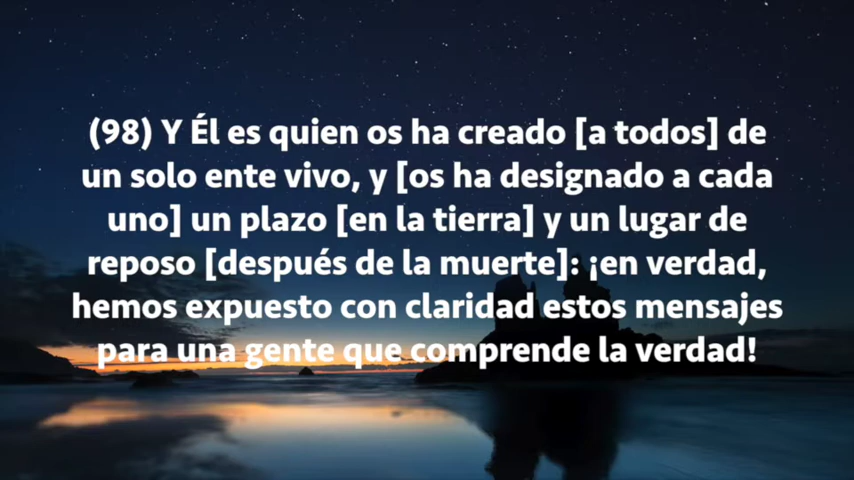 (98) Y Él es quien os ha creado [a todos] de
un solo ente vivo, y [os ha designado a cada
uno] un plazo [en la tierra] y un lugar de
reposo [después de la muerte]: ¡en verdad,
hemos expuesto con claridad estos mensajes
para una gente que comprende la verdad!